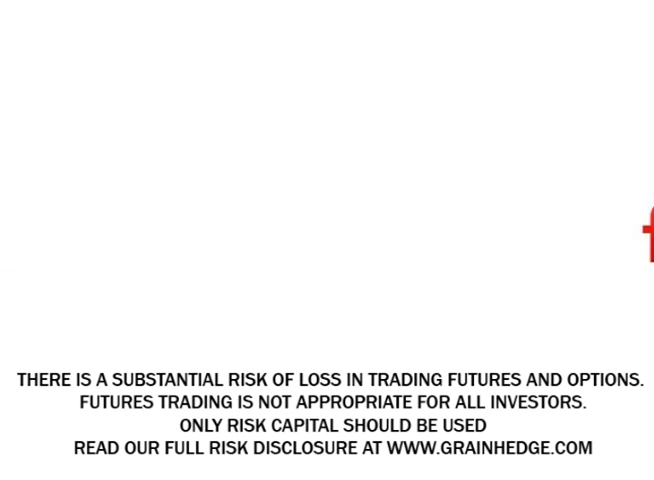 f
THERE IS A SUBSTANTIAL RISK OF LOSS IN TRADING FUTURES AND OPTIONS.
FUTURES TRADING IS NOT APPROPRIATE FOR ALL INVESTORS.
ONLY RISK CAPITAL SHOULD BE USED
READ OUR FULL RISK DISCLOSURE AT WWW.GRAINHEDGE.COM